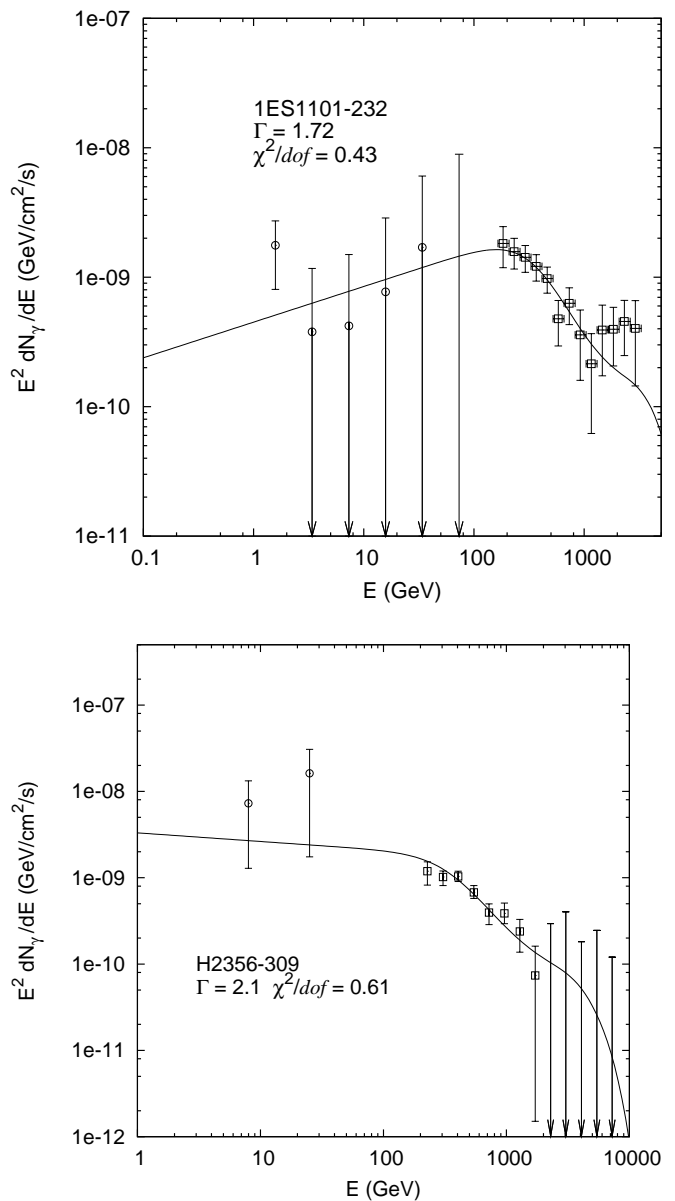 1e-07
1ES1101-232
Γ = 1.72
χ²/dof = 0.43
1e-08
1e-09
1e-10
1e-11
E² dNγ/dE (GeV/cm²/s)
0.1 1 10 100 1000
E (GeV)
1e-07
1e-08
1e-09
1e-10
1e-11
1e-12
E² dNγ/dE (GeV/cm²/s)
H2356-309
Γ = 2.1 χ²/dof = 0.61
1 10 100 1000 10000
E (GeV)